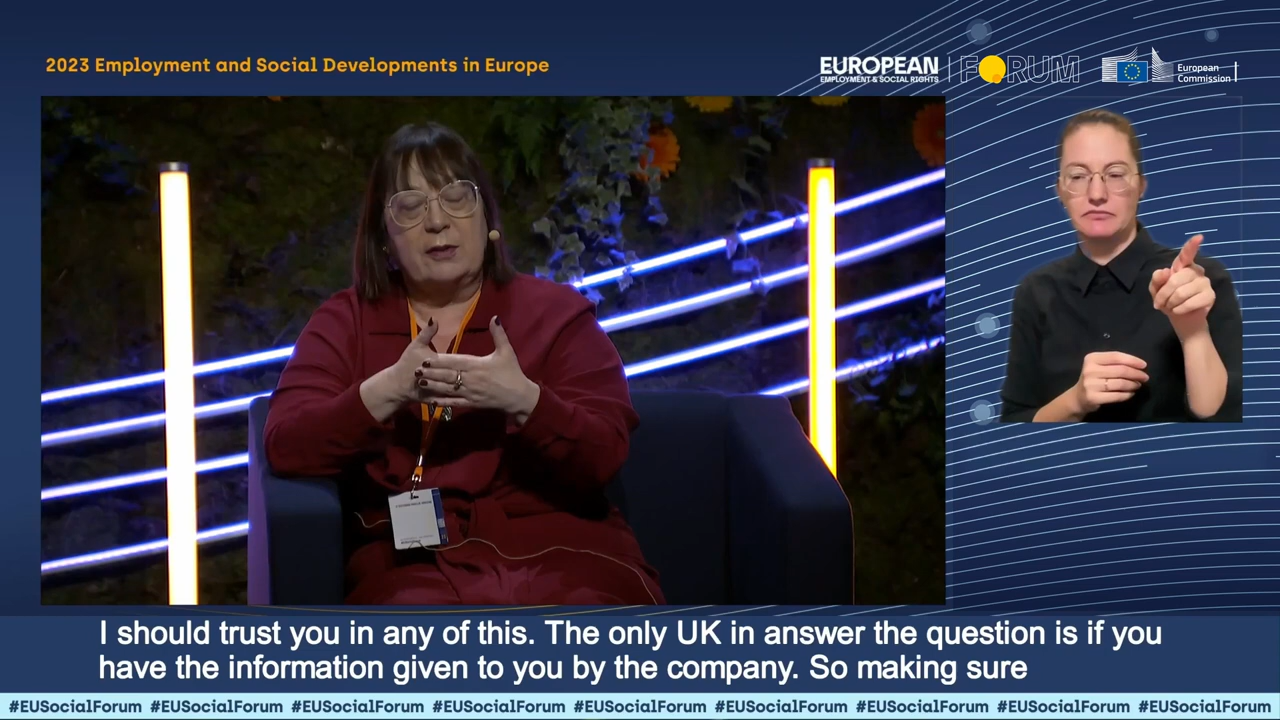 2023 Employment and Social Developments in Europe
EUROPEAN
EMPLOYMENT & SOCIAL RIGHTS
FORUM
European
Commission
I should trust you in any of this. The only UK in answer the question is if you
have the information given to you by the company. So making sure
#EUSocialForum #EUSocialForum #EUSocialForum #EUSocialForum #EUSocialForum #EUSocialForum #EUSocialForum #EUSocialForum #EUSocialForum